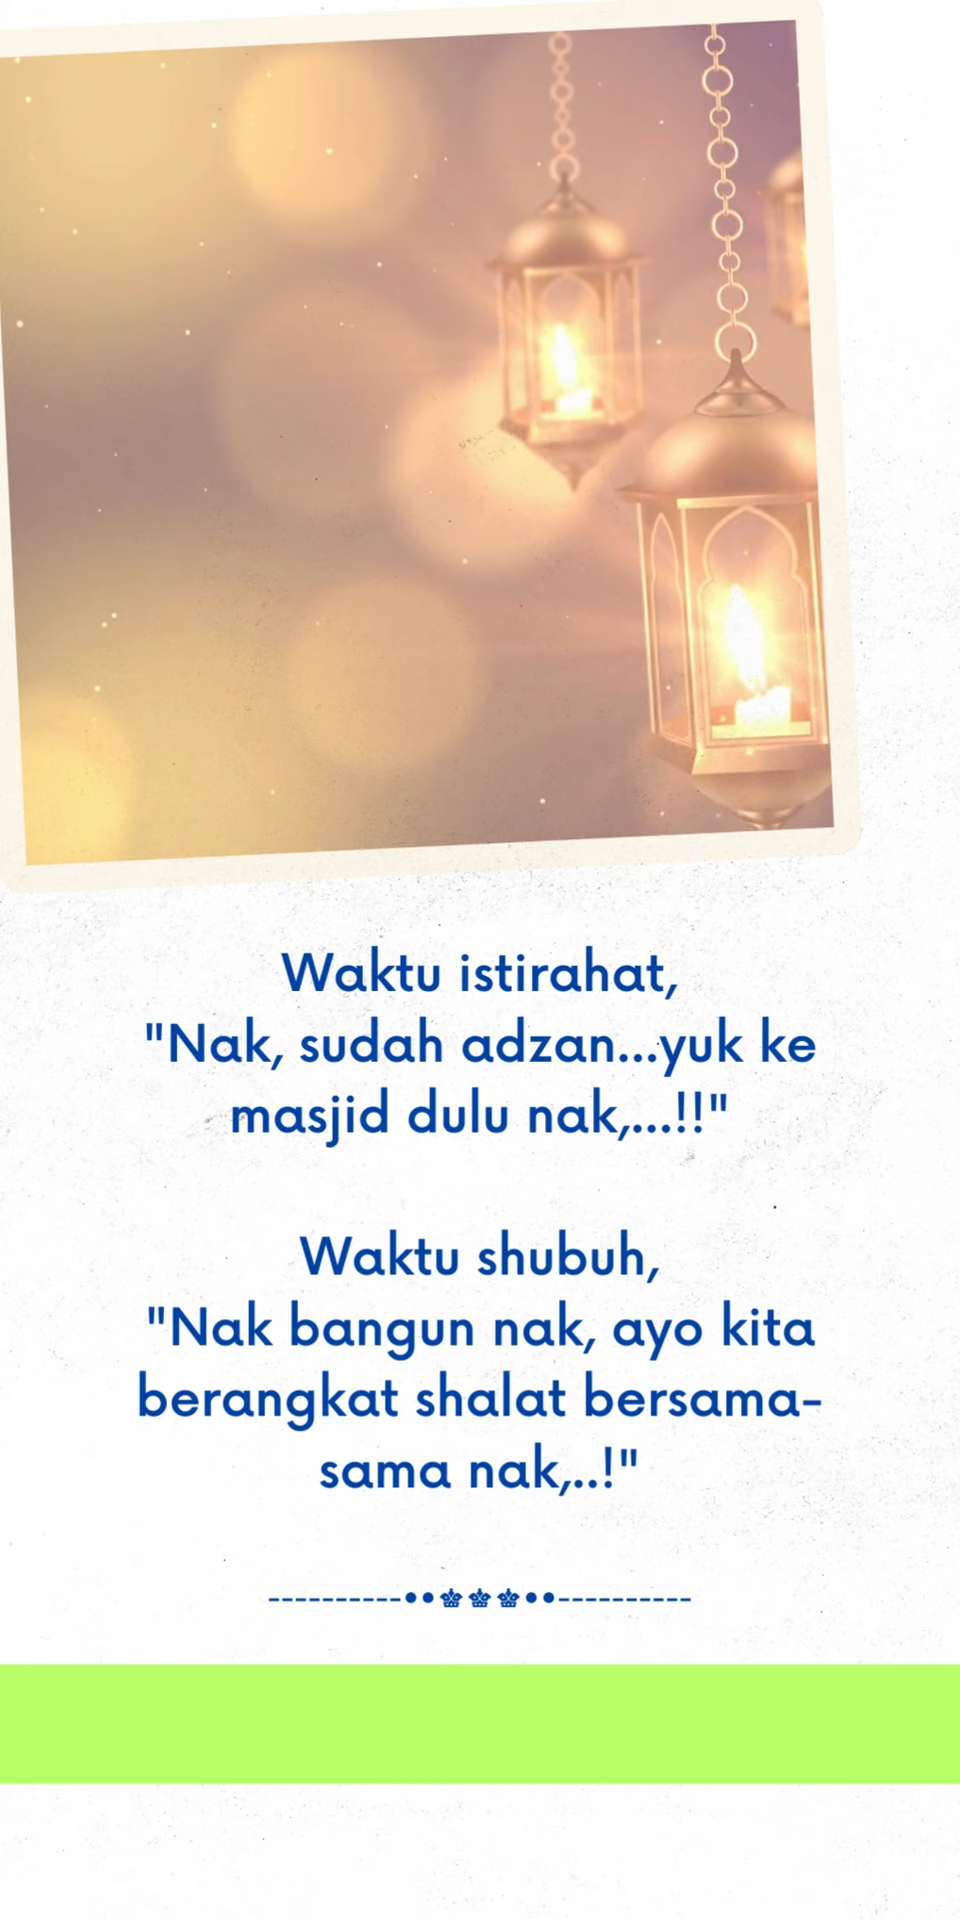 Waktu istirahat,
"Nak, sudah adzan...yuk ke
masjid dulu nak,...!!"
Waktu shubuh,
"Nak bangun nak, ayo kita
berangkat shalat bersama-
sama nak,..!"
----------••♚♚♚••----------